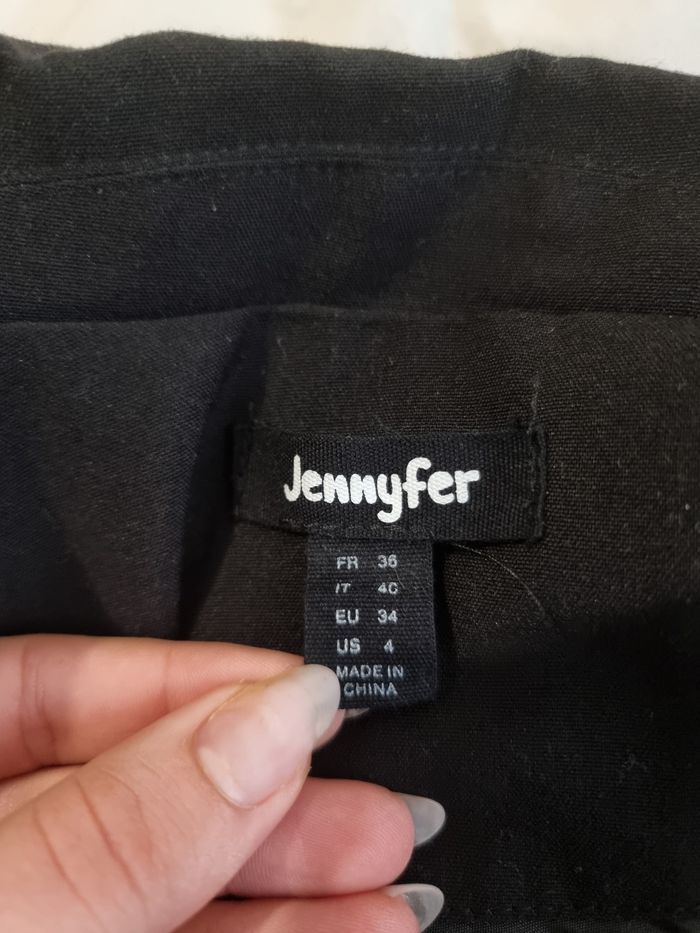 Jennyfer
FR 36
IT 40
EU 34
US 4
MADE IN
CHINA